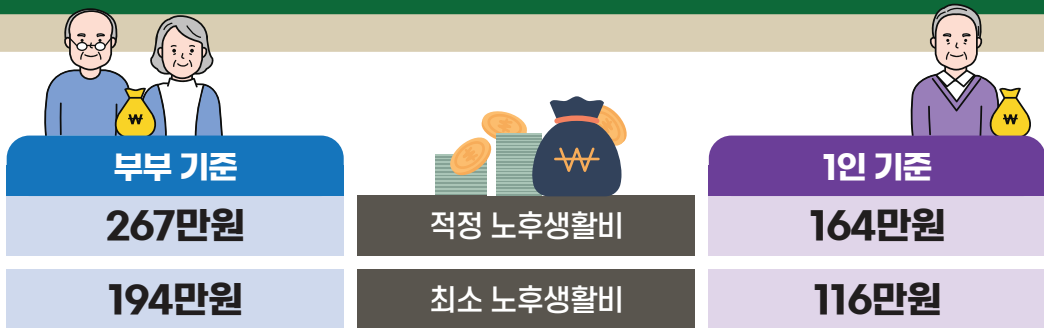 부부 기준
1인 기준
267만원
적정 노후생활비
164만원
194만원
최소 노후생활비
116만원
₩
₩
₩